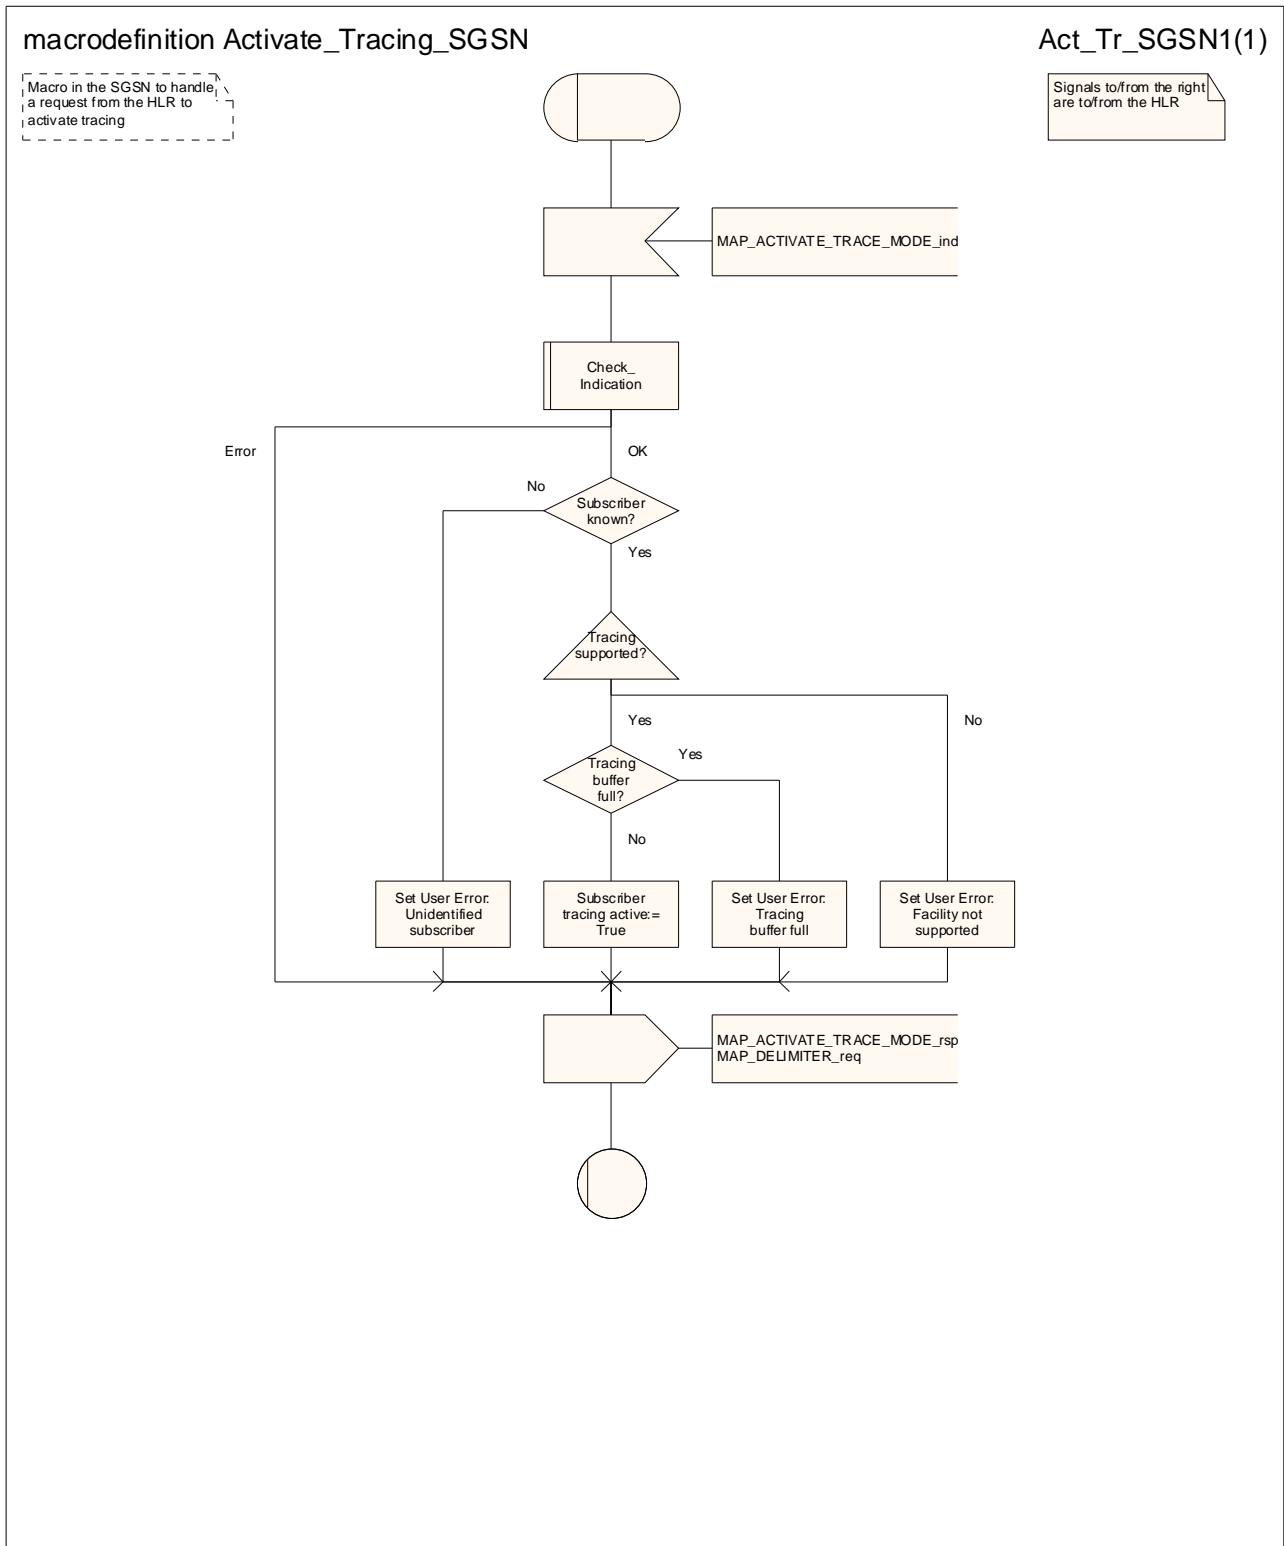 macrodefinition Activate_Tracing_SGSN
Act_Tr_SGSN1(1)
Macro in the SGSN to handle
a request from the HLR to
activate tracing
Signals to/from the right
are to/from the HLR
MAP_ACTIVATE_TRACE_MODE_ind
Check_
Indication
Error
OK
No
Subscriber
known?
Yes
Tracing
supported?
Yes
No
Yes
Tracing
buffer
full?
No
Set User Error:
Unidentified
subscriber
Subscriber
tracing active:=
True
Set User Error:
Tracing
buffer full
Set User Error:
Facility not
supported
MAP_ACTIVATE_TRACE_MODE_rsp
MAP_DELIMITER_req